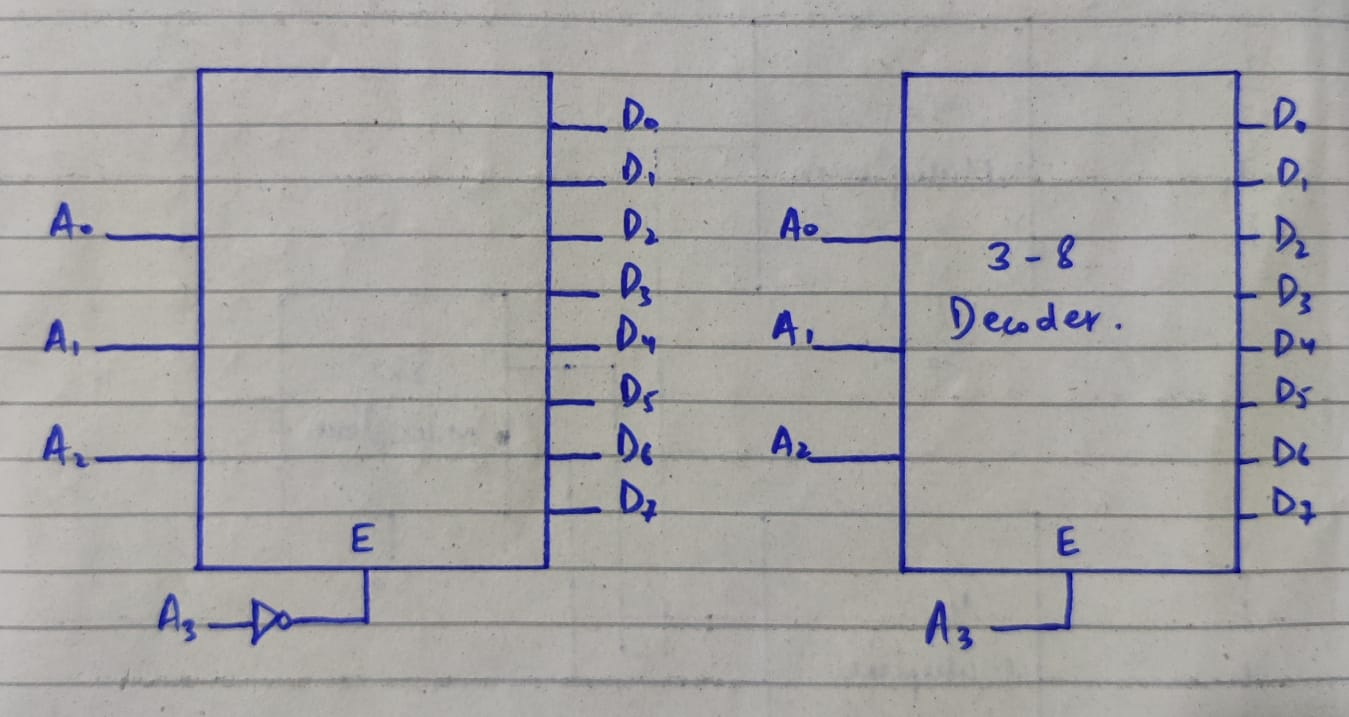 D₀
D₁
A₀ D₂
D₃
A₁ D₄
D₅
A₂ D₆
D₇
E
A₃
D₀
D₁
A₀ D₂
3-8
D₃
Decoder.
A₁ D₄
D₅
A₂ D₆
D₇
E
A₃